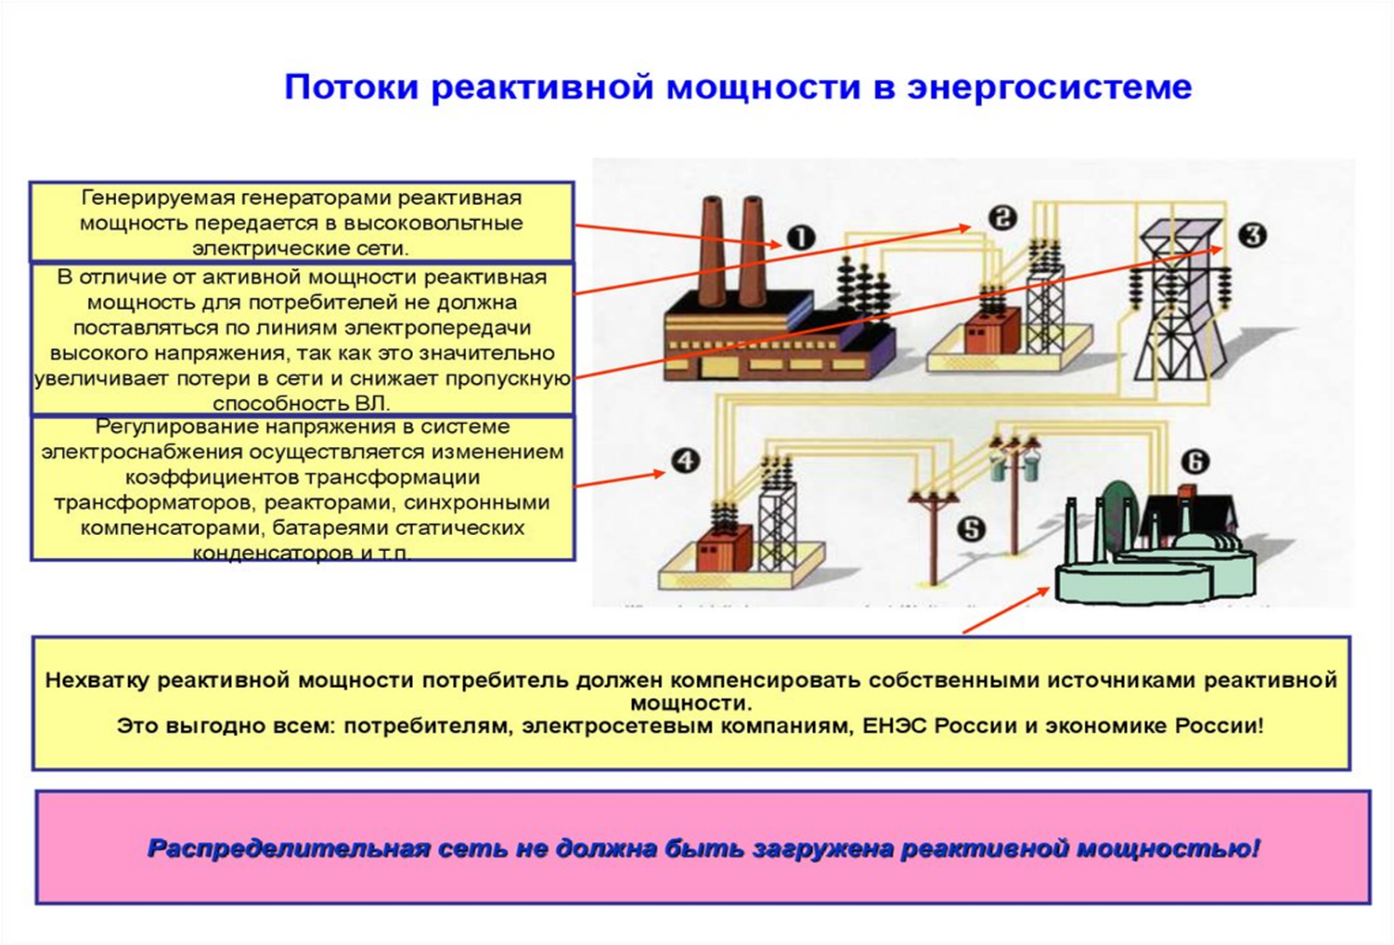 Потоки реактивной мощности в энергосистеме
Генерируемая генераторами реактивная
мощность передается в высоковольтные
электрические сети.
В отличие от активной мощности реактивная
мощность для потребителей не должна
поставляться по линиям электропередачи
высокого напряжения, так как это значительно
увеличивает потери в сети и снижает пропускную
способность ВЛ.
Регулирование напряжения в системе
электроснабжения осуществляется изменением
коэффициентов трансформации
трансформаторов, реакторами, синхронными
компенсаторами, батареями статических
конденсаторов и т.п.
1
2
3
4
5
6
Нехватку реактивной мощности потребитель должен компенсировать собственными источниками реактивной
мощности.
Это выгодно всем: потребителям, электросетевым компаниям, ЕНЭС России и экономике России!
Распределительная сеть не должна быть загружена реактивной мощностью!